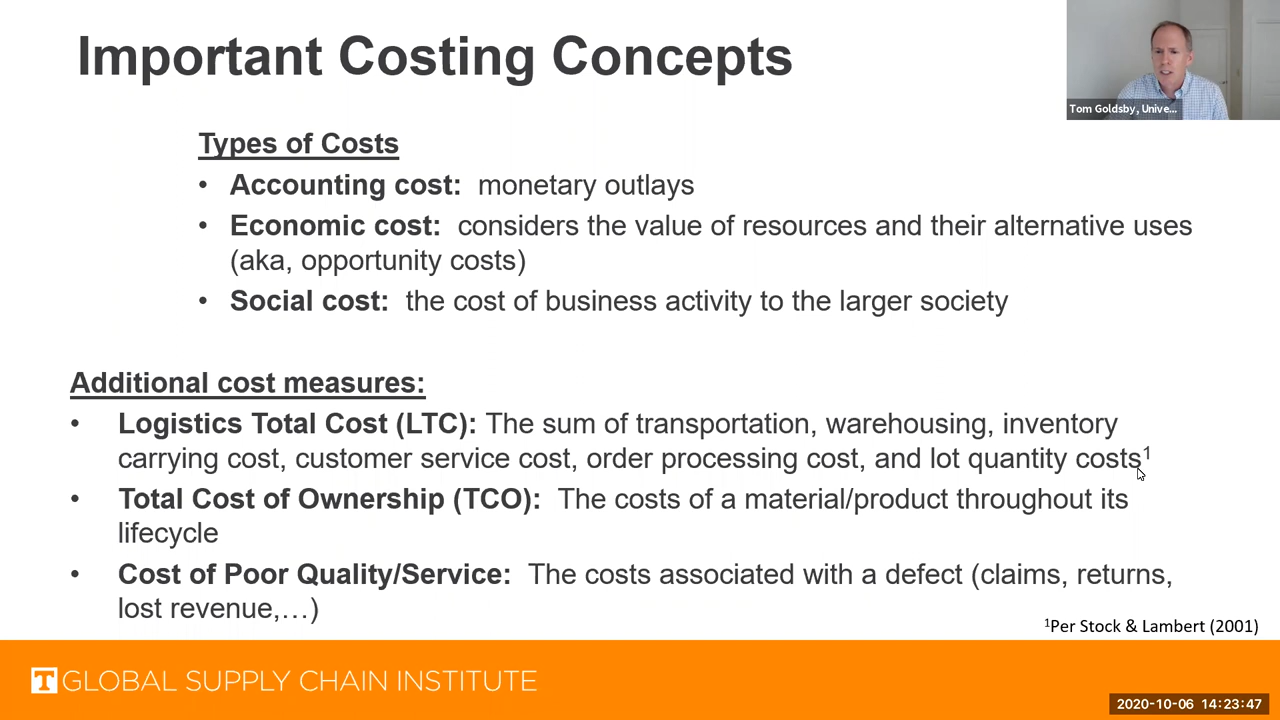 Important Costing Concepts
Tom Goldsby, Unive...
Types of Costs
• Accounting cost: monetary outlays
• Economic cost: considers the value of resources and their alternative uses
(aka, opportunity costs)
• Social cost: the cost of business activity to the larger society
Additional cost measures:
• Logistics Total Cost (LTC): The sum of transportation, warehousing, inventory
carrying cost, customer service cost, order processing cost, and lot quantity costs¹
• Total Cost of Ownership (TCO): The costs of a material/product throughout its
lifecycle
• Cost of Poor Quality/Service: The costs associated with a defect (claims, returns,
lost revenue,…)
¹Per Stock & Lambert (2001)
T GLOBAL SUPPLY CHAIN INSTITUTE
2020-10-06 14:23:47